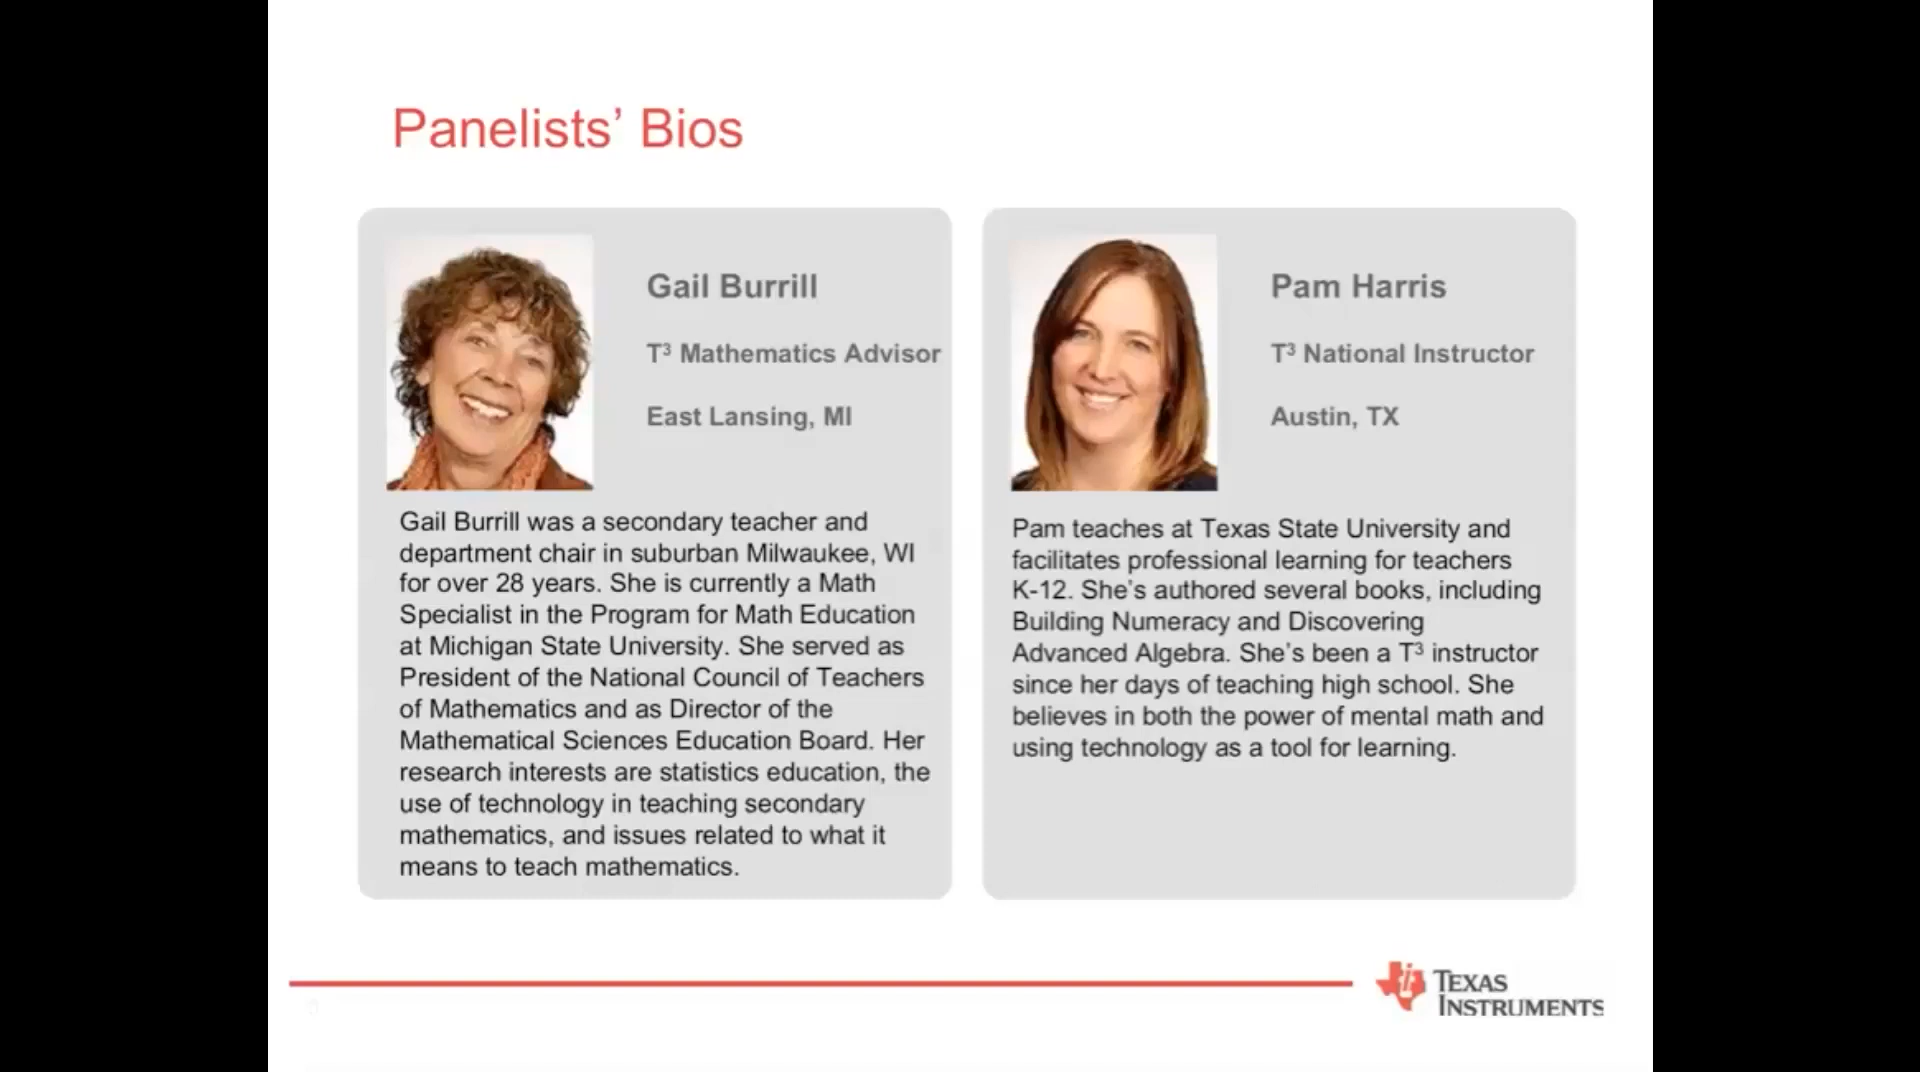 Panelists’ Bios
Gail Burrill
T³ Mathematics Advisor
East Lansing, MI
Gail Burrill was a secondary teacher and
department chair in suburban Milwaukee, WI
for over 28 years. She is currently a Math
Specialist in the Program for Math Education
at Michigan State University. She served as
President of the National Council of Teachers
of Mathematics and as Director of the
Mathematical Sciences Education Board. Her
research interests are statistics education, the
use of technology in teaching secondary
mathematics, and issues related to what it
means to teach mathematics.
Pam Harris
T³ National Instructor
Austin, TX
Pam teaches at Texas State University and
facilitates professional learning for teachers
K-12. She’s authored several books, including
Building Numeracy and Discovering
Advanced Algebra. She’s been a T³ instructor
since her days of teaching high school. She
believes in both the power of mental math and
using technology as a tool for learning.
TEXAS
INSTRUMENTS